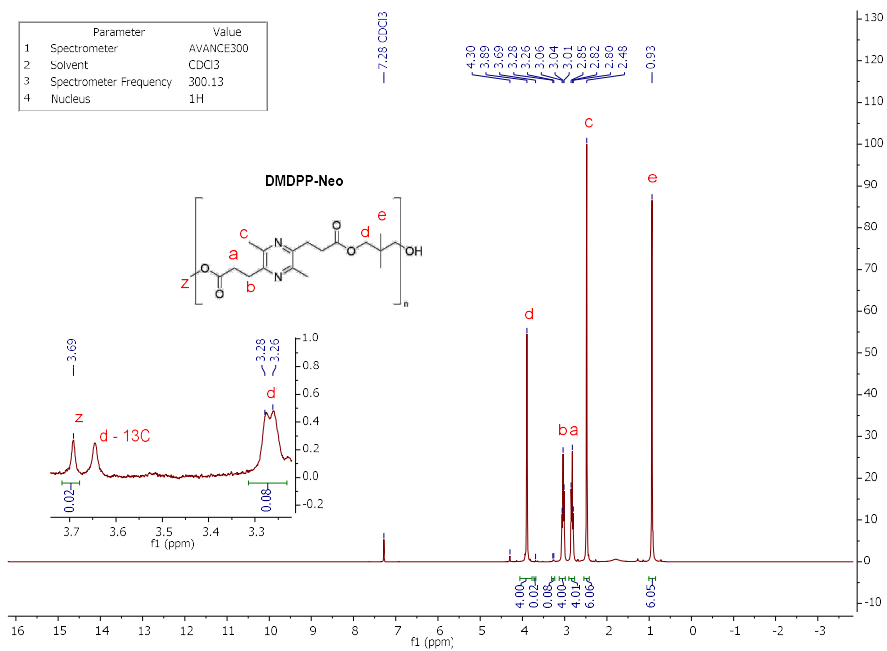 Parameter Value
1 Spectrometer AVANCE300
2 Solvent CDCl3
3 Spectrometer Frequency 300.13
4 Nucleus 1H
7.28 CDCl3
4.30
3.89
3.69
3.28
3.26
3.06
3.04
3.01
2.85
2.82
2.80
2.48
0.93
130
120
110
100
90
80
70
60
50
40
30
20
10
0
-10
c
e
d
b a
DMDPP-Neo
c
N
N
O
O
d
e
OH
a
b
z
O
O
n
3.69
3.28
3.26
z
d - 13C
d
1.0
0.8
0.6
0.4
0.2
0.0
-0.2
0.02
0.08
3.7 3.6 3.5 3.4 3.3
f1 (ppm)
4.00
0.02
0.08
4.00
4.01
6.06
6.05
16 15 14 13 12 11 10 9 8 7 6 5 4 3 2 1 0 -1 -2 -3
f1 (ppm)